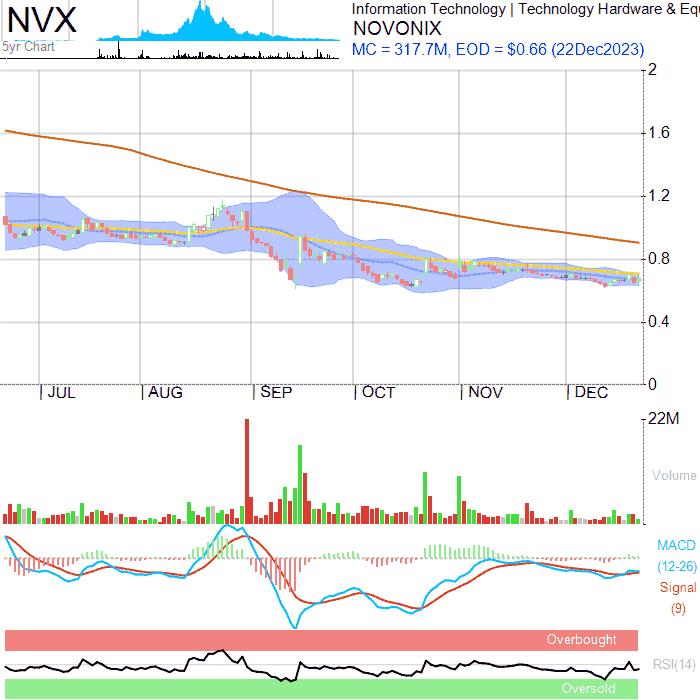 NVX
5yr Chart
Information Technology | Technology Hardware & Equ
NOVONIX
MC = 317.7M, EOD = $0.66 (22Dec2023)
2
1.6
1.2
0.8
0.4
0
JUL
AUG
SEP
OCT
NOV
DEC
22M
Volume
MACD
(12-26)
Signal
(9)
Overbought
RSI(14)
Oversold